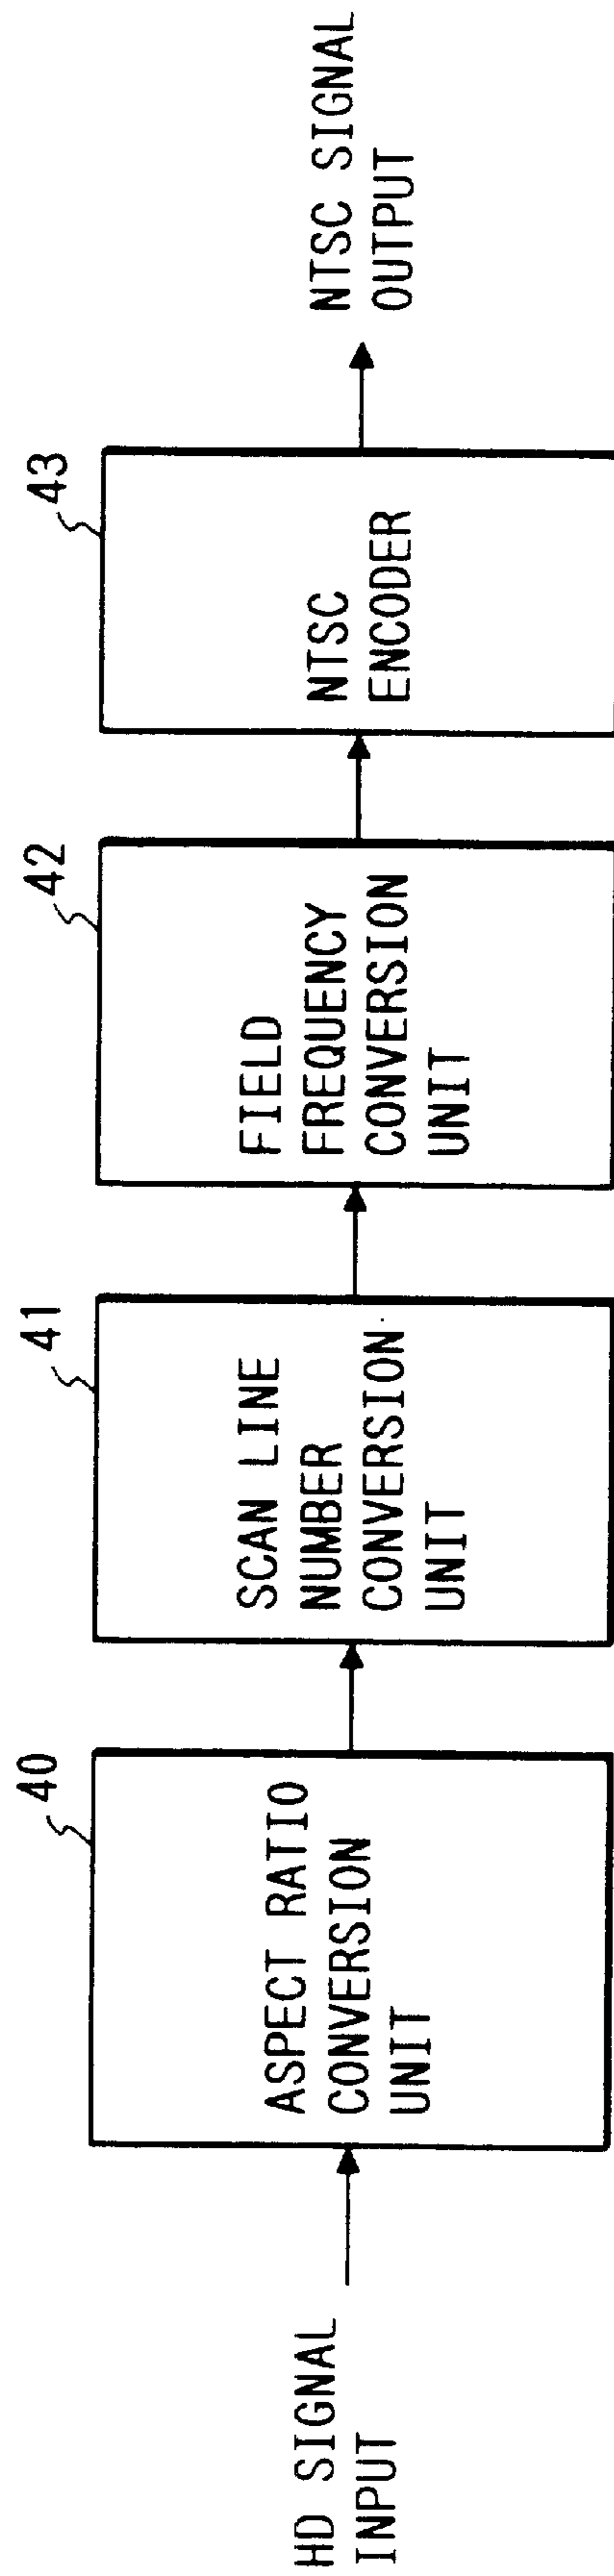 HD SIGNAL
INPUT
40
ASPECT RATIO
CONVERSION
UNIT
41
SCAN LINE
NUMBER
CONVERSION
UNIT
42
FIELD
FREQUENCY
CONVERSION
UNIT
43
NTSC
ENCODER
NTSC SIGNAL
OUTPUT